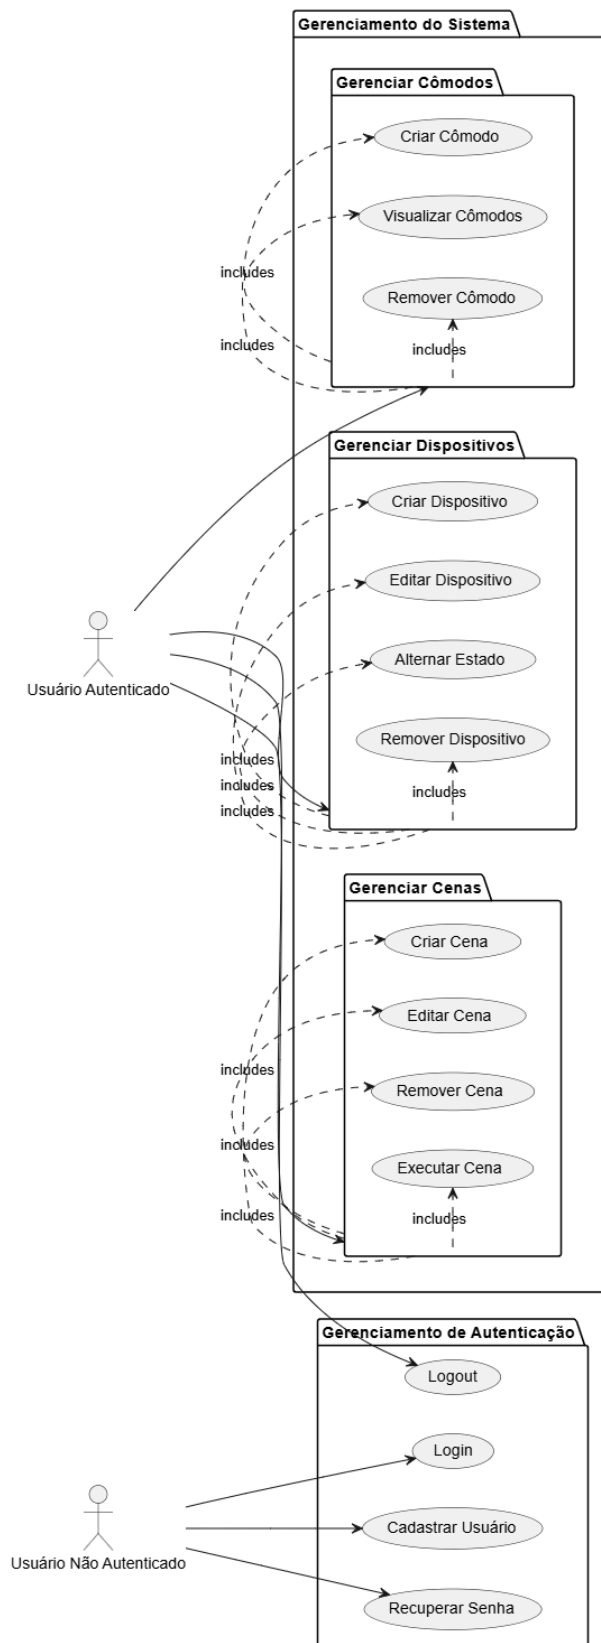 Gerenciamento do Sistema
Gerenciar Cômodos
Criar Cômodo
Visualizar Cômodos
includes
Remover Cômodo
includes
includes
Gerenciar Dispositivos
Criar Dispositivo
Editar Dispositivo
Alternar Estado
Usuário Autenticado
Remover Dispositivo
includes
includes
includes
includes
Gerenciar Cenas
Criar Cena
Editar Cena
includes
Remover Cena
includes
Executar Cena
includes
includes
Gerenciamento de Autenticação
Logout
Login
Cadastrar Usuário
Usuário Não Autenticado
Recuperar Senha